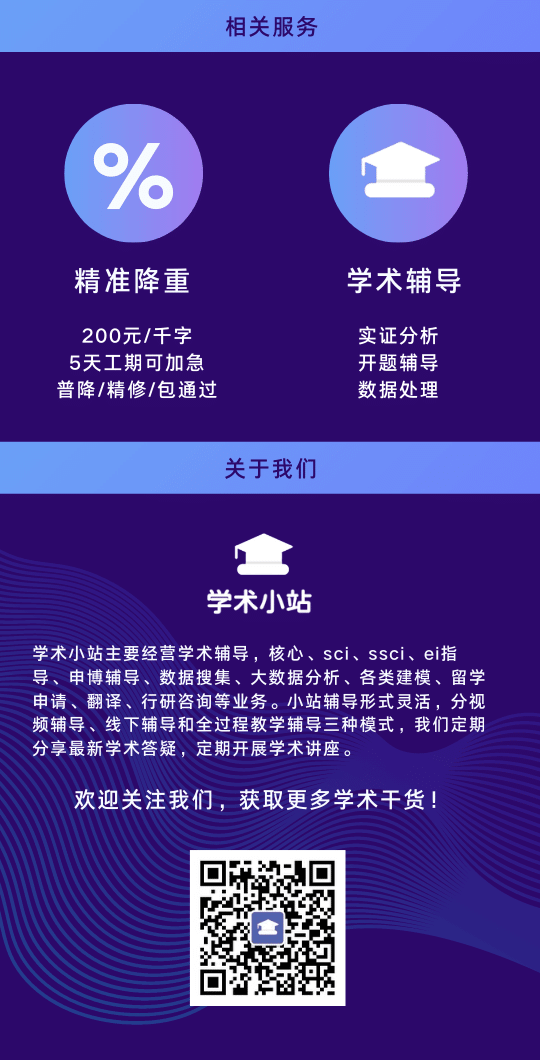 相关服务
%
精准降重
200元/千字
5天工期可加急
普降/精修/包通过
学术辅导
实证分析
开题辅导
数据处理
关于我们
学术小站
学术小站主要经营学术辅导，核心、sci、ssci、ei指
导、申博辅导、数据搜集、大数据分析、各类建模、留学
申请、翻译、行研咨询等业务。小站辅导形式灵活，分视
频辅导、线下辅导和全过程教学辅导三种模式，我们定期
分享最新学术答疑，定期开展学术讲座。
欢迎关注我们，获取更多学术干货！